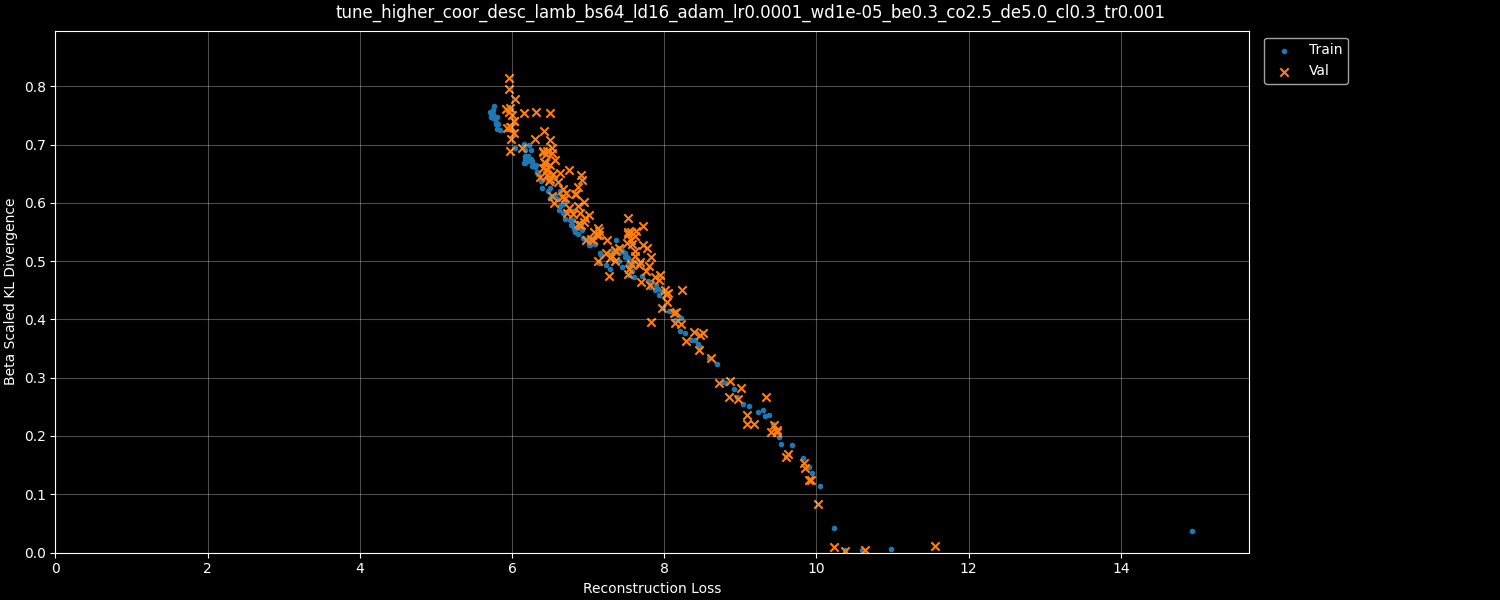 tune_higher_coor_desc_lamb_bs64_ld16_adam_lr0.0001_wd1e-05_be0.3_co2.5_de5.0_cl0.3_tr0.001
Train
Val
Beta Scaled KL Divergence
0.8
0.7
0.6
0.5
0.4
0.3
0.2
0.1
0.0
0 2 4 6 8 10 12 14
Reconstruction Loss